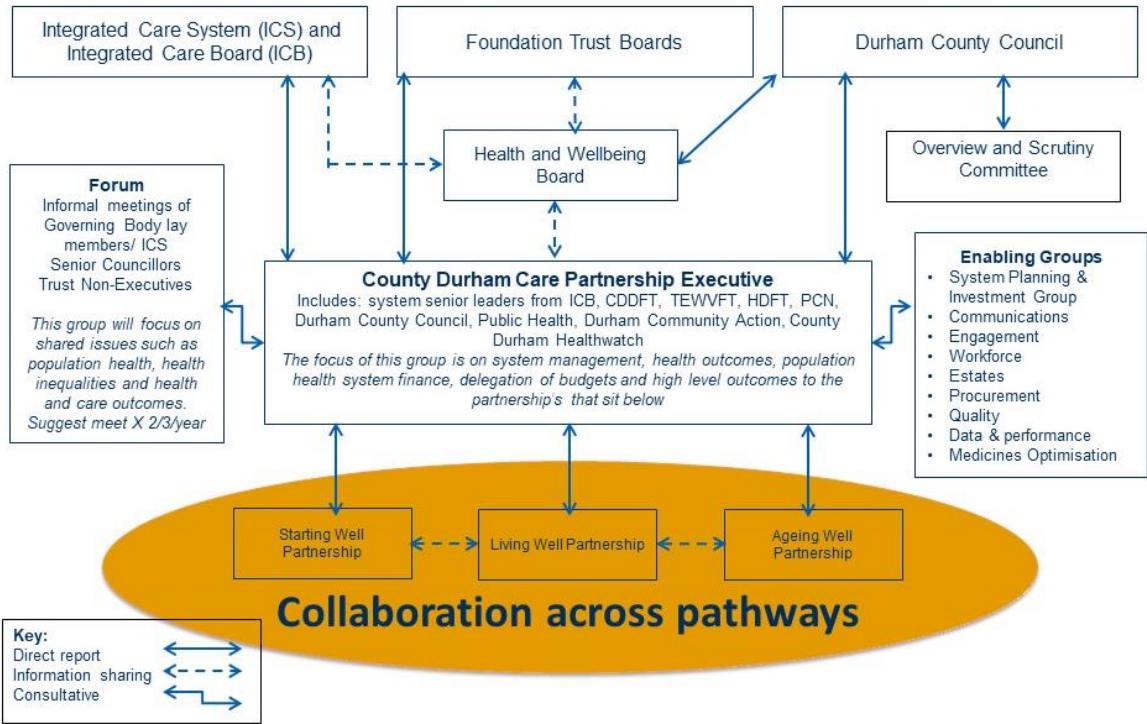 Integrated Care System (ICS) and
Integrated Care Board (ICB)
Foundation Trust Boards
Durham County Council
Health and Wellbeing
Board
Overview and Scrutiny
Committee
Forum
Informal meetings of
Governing Body lay
members/ ICS
Senior Councillors
Trust Non-Executives
This group will focus on
shared issues such as
population health, health
inequalities and health
and care outcomes.
Suggest meet X 2/3/year
County Durham Care Partnership Executive
Includes: system senior leaders from ICB, CDDFT, TEWVFT, HDFT, PCN,
Durham County Council, Public Health, Durham Community Action, County
Durham Healthwatch
The focus of this group is on system management, health outcomes, population
health system finance, delegation of budgets and high level outcomes to the
partnership's that sit below
Enabling Groups
• System Planning &
Investment Group
• Communications
• Engagement
• Workforce
• Estates
• Procurement
• Quality
• Data & performance
• Medicines Optimisation
Starting Well
Partnership
Living Well Partnership
Ageing Well
Partnership
Collaboration across pathways
Key:
Direct report
Information sharing
Consultative